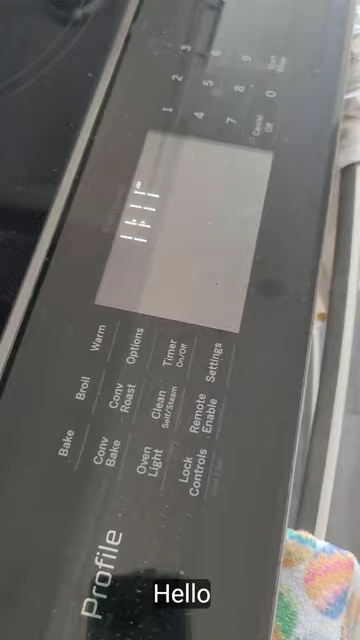 Profile
Bake
Broil
Warm
Conv
Bake
Conv
Roast
Options
Oven
Light
Clean
Self/Steam
Timer
On/Off
Lock
Controls
Remote
Enable
Settings
1
2
3
4
5
6
7
8
9
Cancel
Off
0
Hello